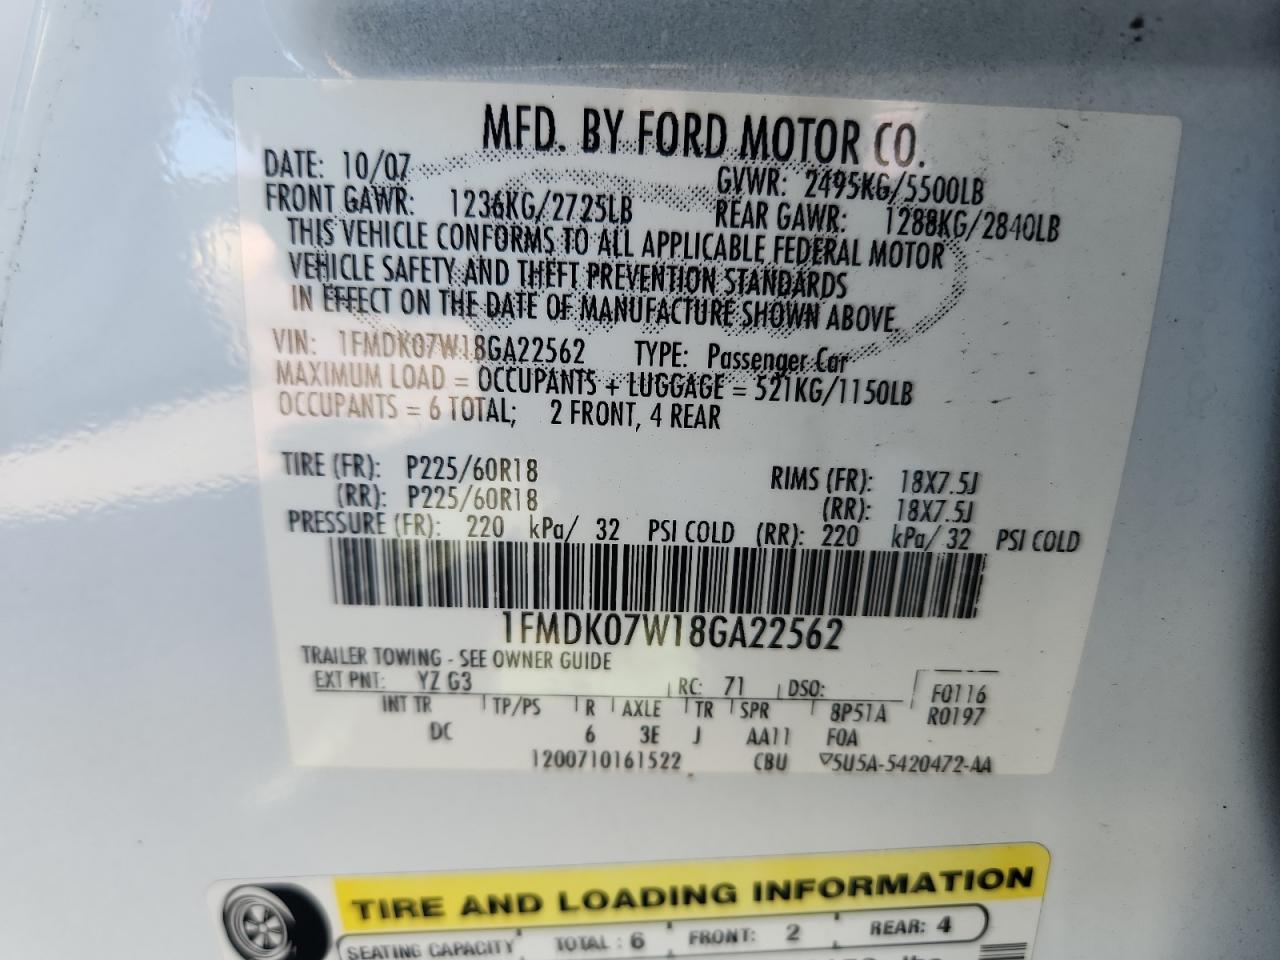 MFD. BY FORD MOTOR CO.
DATE: 10/07 GVWR: 2495KG/5500LB
FRONT GAWR: 1236KG/2725LB REAR GAWR: 1288KG/2840LB
THIS VEHICLE CONFORMS TO ALL APPLICABLE FEDERAL MOTOR
VEHICLE SAFETY AND THEFT PREVENTION STANDARDS
IN EFFECT ON THE DATE OF MANUFACTURE SHOWN ABOVE.
VIN: 1FMDK07W18GA22562 TYPE: Passenger Car
MAXIMUM LOAD = OCCUPANTS + LUGGAGE = 521KG/1150LB
OCCUPANTS = 6 TOTAL; 2 FRONT, 4 REAR
TIRE (FR): P225/60R18 RIMS (FR): 18X7.5J
(RR): P225/60R18 (RR): 18X7.5J
PRESSURE (FR): 220 kPa/ 32 PSI COLD (RR): 220 kPa/ 32 PSI COLD
1FMDK07W18GA22562
TRAILER TOWING - SEE OWNER GUIDE
EXT PNT: YZ G3 RC: 71 DSO: F0116
INT TR TP/PS R AXLE TR SPR 8P51A R0197
DC 6 3E J AA11 F0A
1200710161522 CBU ▽5U5A-5420472-AA
TIRE AND LOADING INFORMATION
SEATING CAPACITY TOTAL : 6 FRONT: 2 REAR: 4